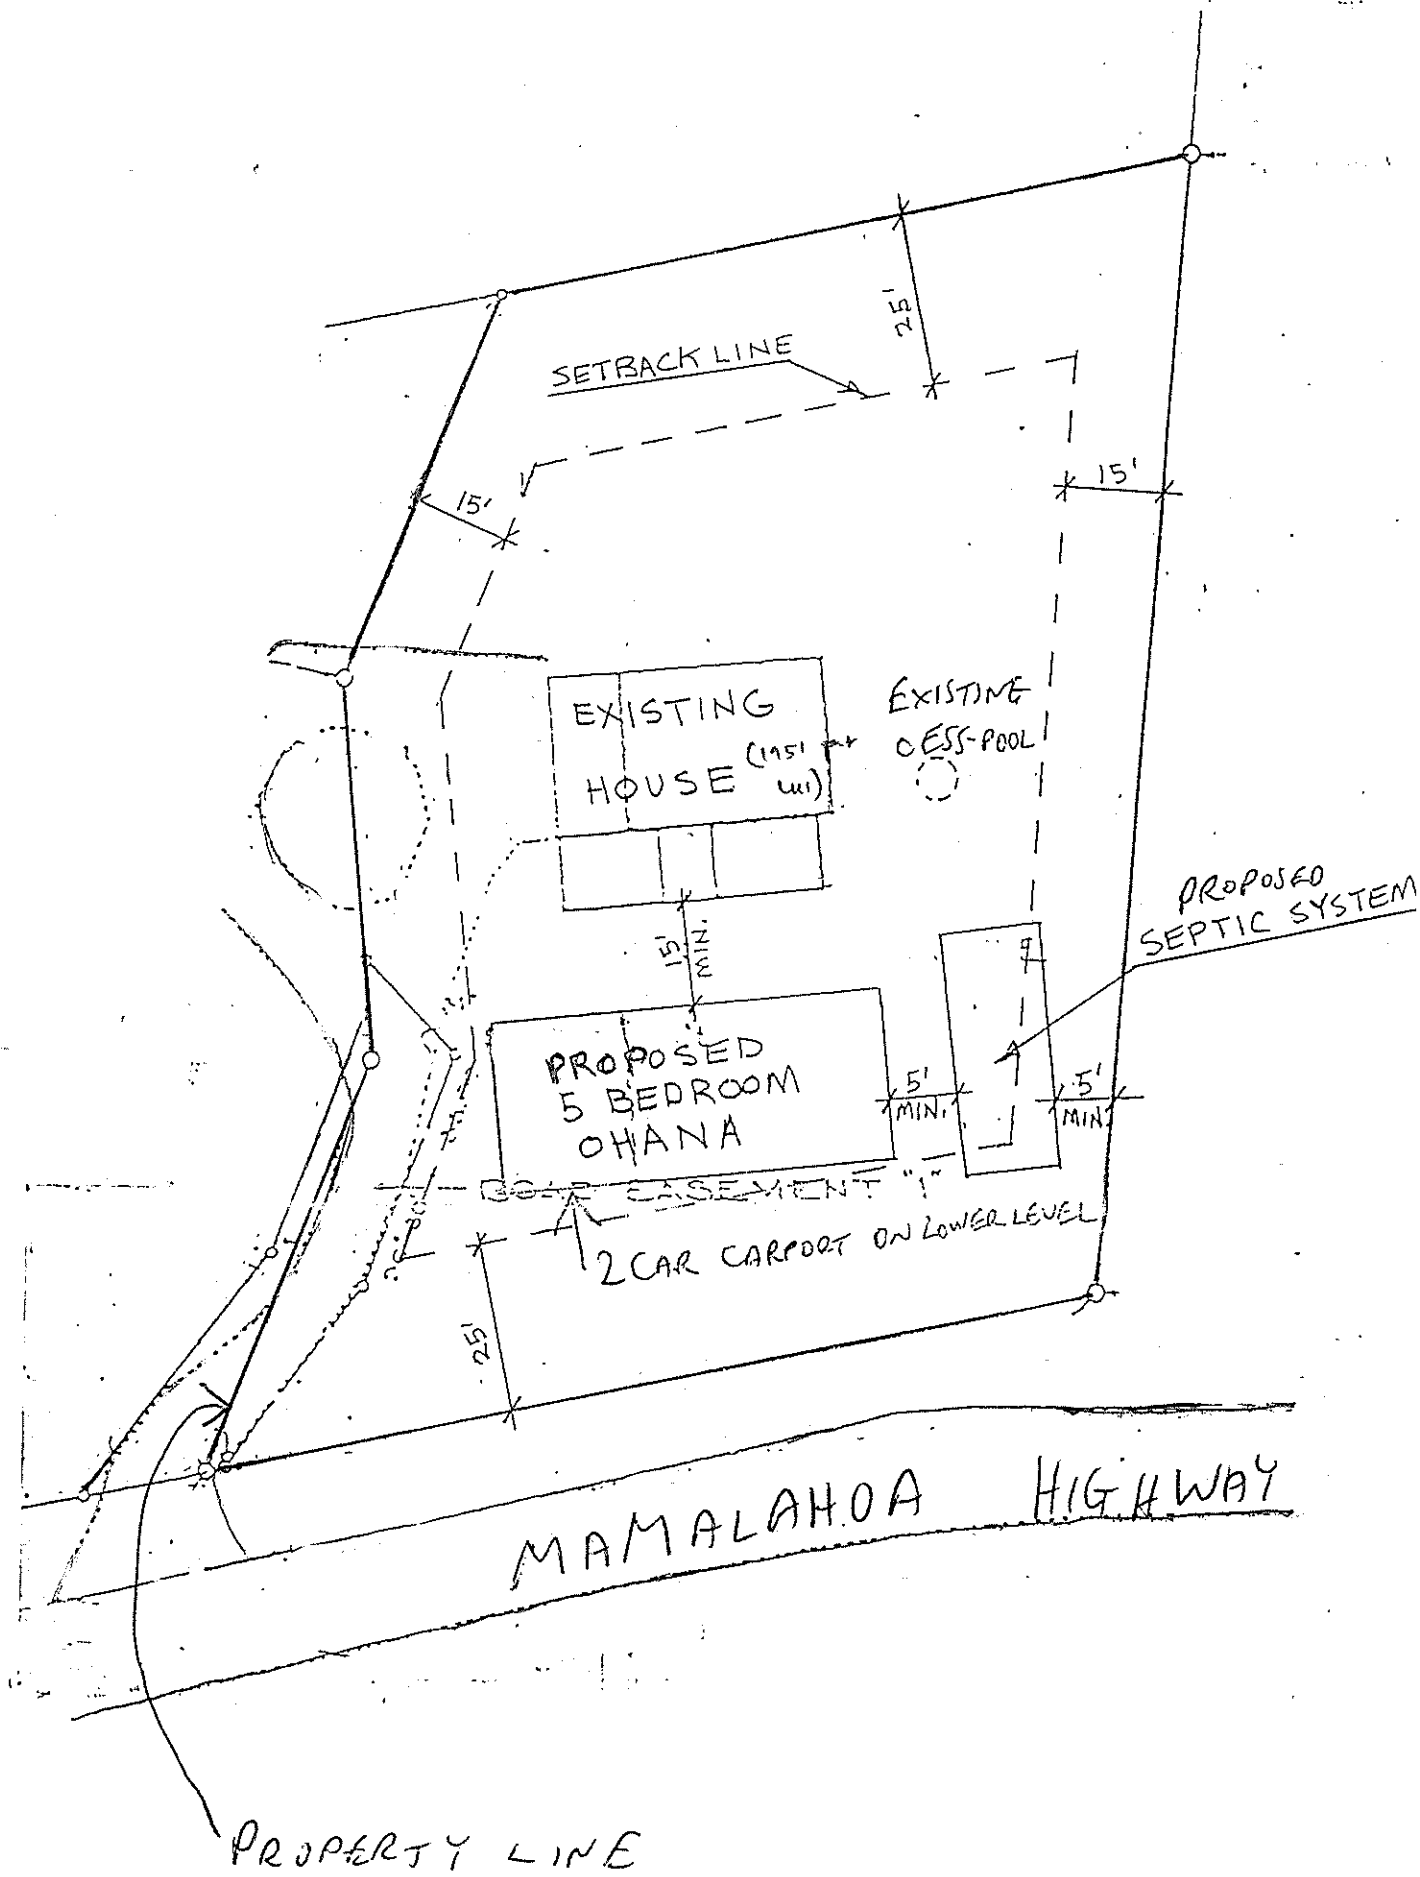 25'
SETBACK LINE
15'
15'
EXISTING
HOUSE (1951
EXISTING
CESS-POOL
PROPOSED
SEPTIC SYSTEM
15'
MIN.
PROPOSED
5 BEDROOM
OHANA
5'
MIN.
5'
MIN.
EASEMENT "1"
2 CAR CARPORT ON LOWER LEVEL
25'
MAMALAHOA HIGHWAY
PROPERTY LINE